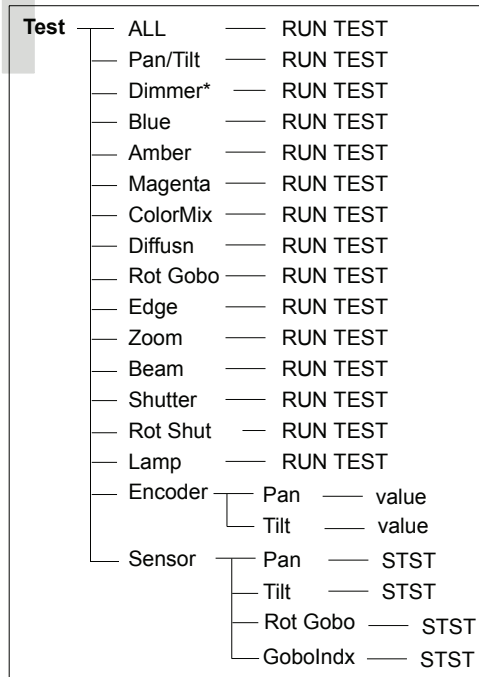 Test ALL RUN TEST
Pan/Tilt RUN TEST
Dimmer* RUN TEST
Blue RUN TEST
Amber RUN TEST
Magenta RUN TEST
ColorMix RUN TEST
Diffusn RUN TEST
Rot Gobo RUN TEST
Edge RUN TEST
Zoom RUN TEST
Beam RUN TEST
Shutter RUN TEST
Rot Shut RUN TEST
Lamp RUN TEST
Encoder Pan value
Tilt value
Sensor Pan STST
Tilt STST
Rot Gobo STST
GoboIndx STST